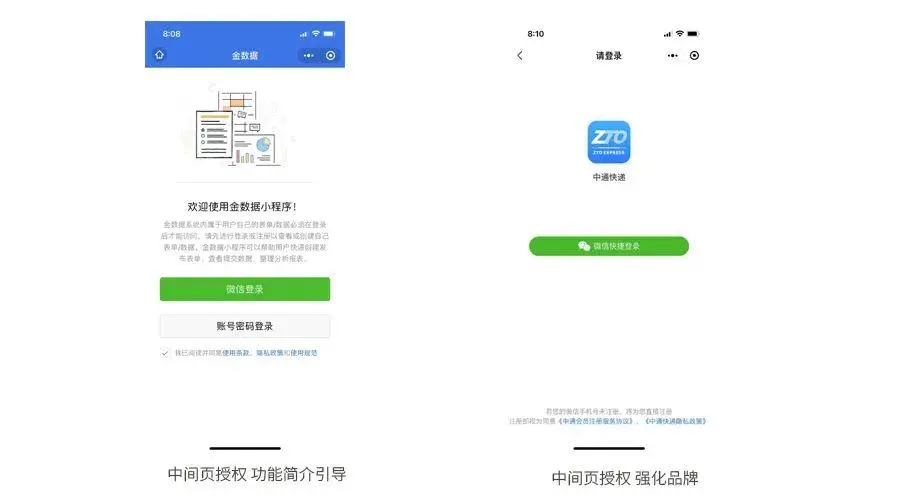 8:08
金数据
欢迎使用金数据小程序!
金数据系统内属于用户自己的表单/数据必须在登录
后才能访问。请先进行登录或注册以查看或创建自己
表单/数据。金数据小程序可以帮助用户快速创建发
布表单、查看提交数据、整理分析报表。
微信登录
账号密码登录
我已阅读并同意使用条款、隐私政策和使用规范
中间页授权 功能简介引导
8:10
请登录
ZTO
ZTO EXPRESS
中通快递
微信快捷登录
若您的微信手机号未注册，将为您直接注册
注册即视为同意《中通会员注册服务协议》、《中通快递隐私政策》
中间页授权 强化品牌